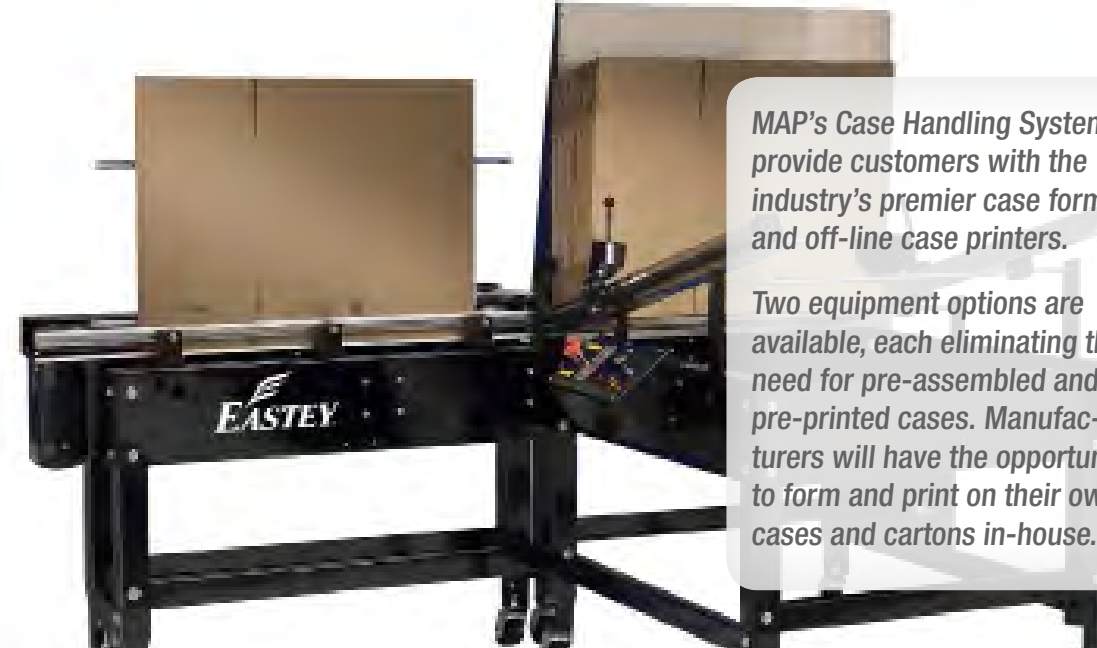 EASTEY
MAP’s Case Handling System
provide customers with the
industry’s premier case form
and off-line case printers.
Two equipment options are
available, each eliminating th
need for pre-assembled and
pre-printed cases. Manufac-
turers will have the opportun
to form and print on their ow
cases and cartons in-house.